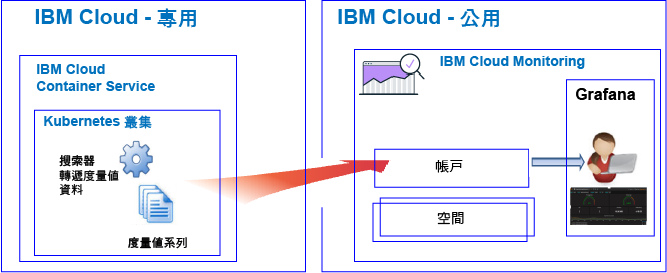 IBM Cloud - 專用
IBM Cloud
Container Service
Kubernetes 叢集
搜索器
轉遞度量值
資料
度量值系列
IBM Cloud - 公用
IBM Cloud Monitoring
帳戶
空間
Grafana